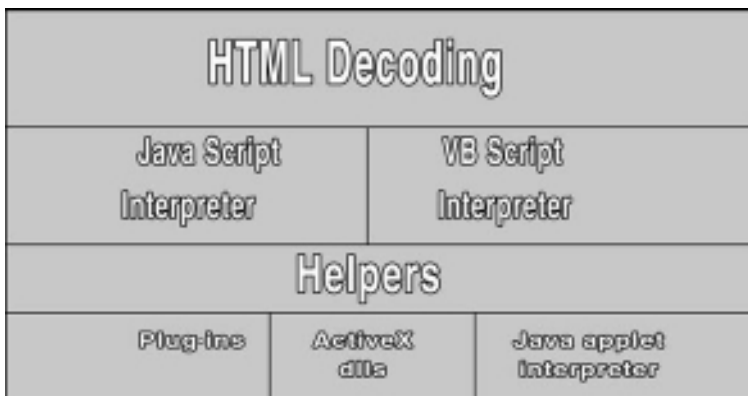 HTML Decoding
Java Script
Interpreter
VB Script
Interpreter
Helpers
Plug-ins
ActiveX
dlls
Java applet
interpreter